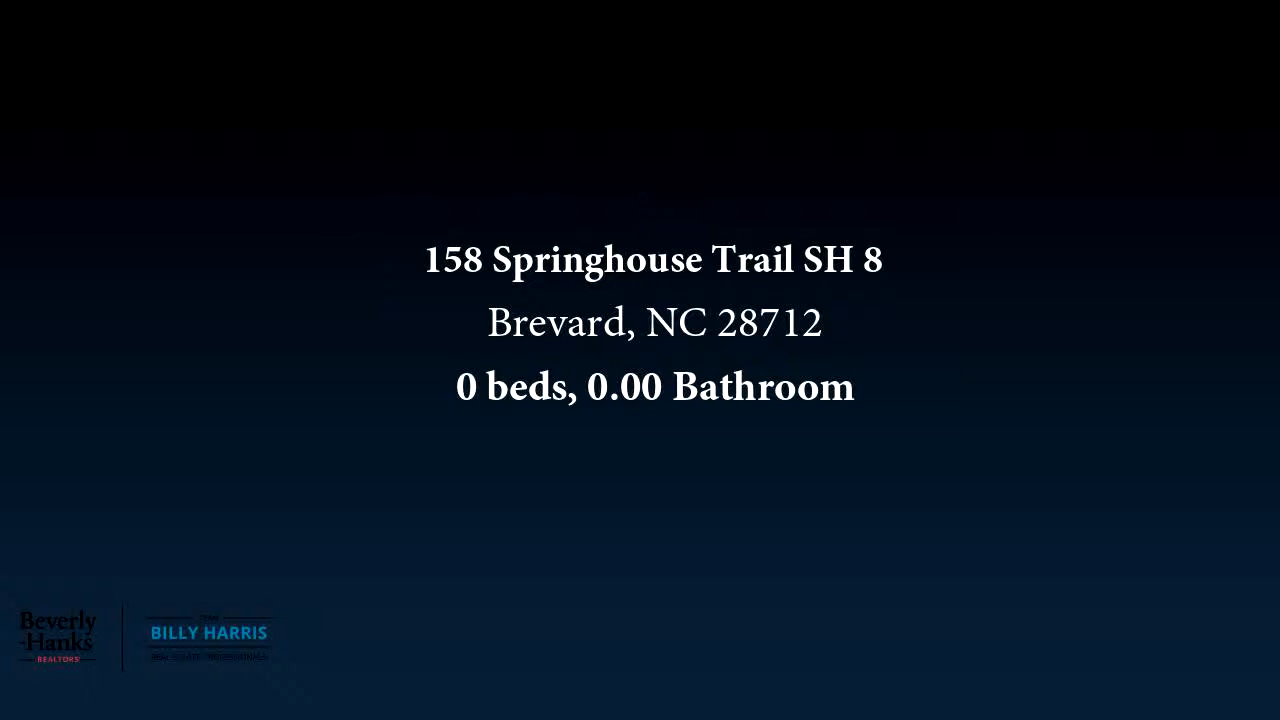 158 Springhouse Trail SH 8
Brevard, NC 28712
0 beds, 0.00 Bathroom
Beverly
-Hanks
REALTORS
BILLY HARRIS